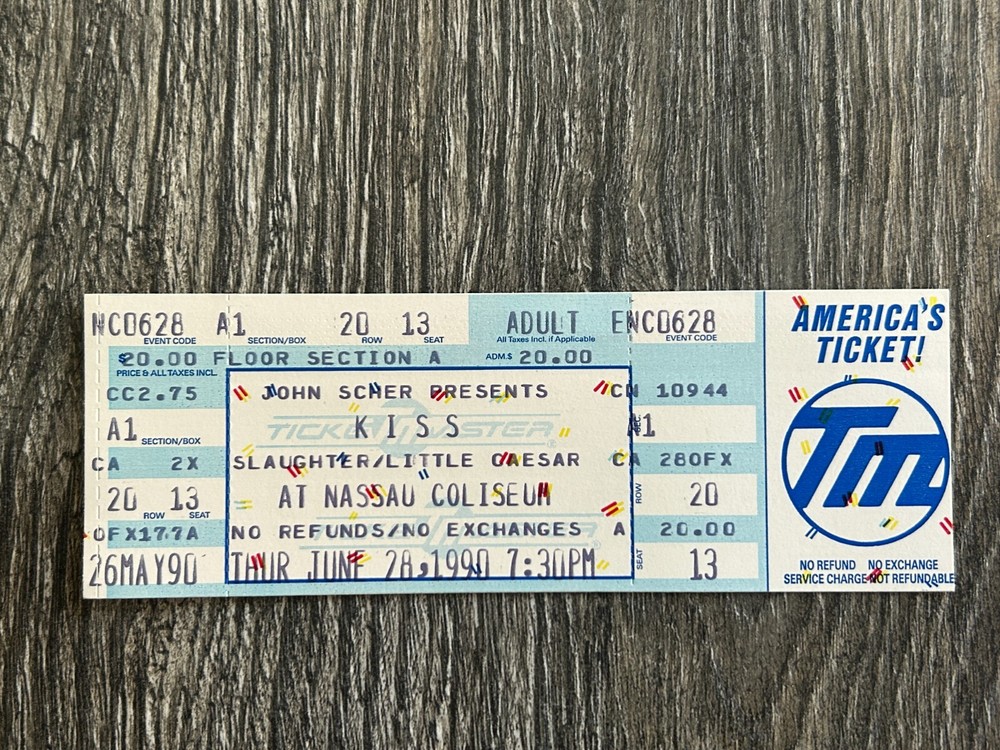 NC0628 A1 20 13 ADULT ENC0628
EVENT CODE SECTION/BOX ROW SEAT All Taxes Incl. if Applicable EVENT CODE
$20.00 FLOOR SECTION A ADM.$ 20.00
PRICE & ALL TAXES INCL.
CC2.75 JOHN SCHER PRESENTS CN 10944
A1 SECTION/BOX KISS SEC. A1
TICKETMASTER®
CA 2X SLAUGHTER/LITTLE CAESAR CA 280FX
20 13 AT NASSAU COLISEUM ROW 20
ROW SEAT
OFX177A NO REFUNDS/NO EXCHANGES A 20.00
26MAY90 THUR JUNE 28,1990 7:30PM SEAT 13
AMERICA'S
TICKET!
TM
NO REFUND NO EXCHANGE
SERVICE CHARGE NOT REFUNDABLE